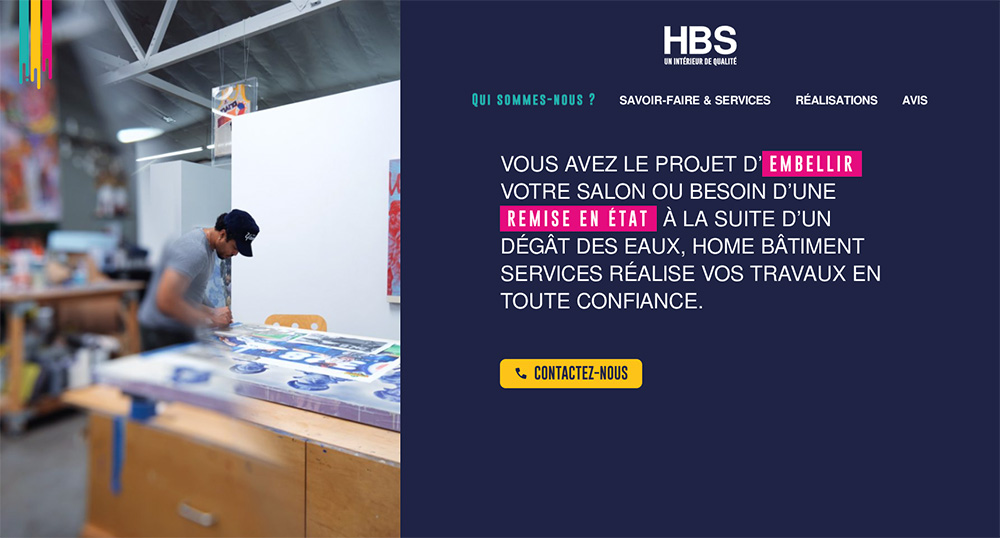 HBS
UN INTÉRIEUR DE QUALITÉ
QUI SOMMES-NOUS ? SAVOIR-FAIRE & SERVICES RÉALISATIONS AVIS
VOUS AVEZ LE PROJET D’EMBELLIR
VOTRE SALON OU BESOIN D’UNE
REMISE EN ÉTAT À LA SUITE D’UN
DÉGÂT DES EAUX, HOME BÂTIMENT
SERVICES RÉALISE VOS TRAVAUX EN
TOUTE CONFIANCE.
CONTACTEZ-NOUS